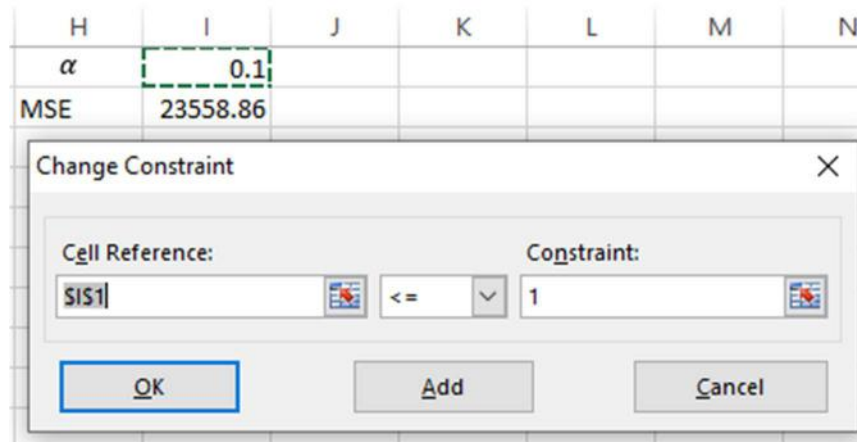 H I J K L M N
α 0.1
MSE 23558.86
Change Constraint
Cell Reference: Constraint:
$I$1 <= 1
OK Add Cancel